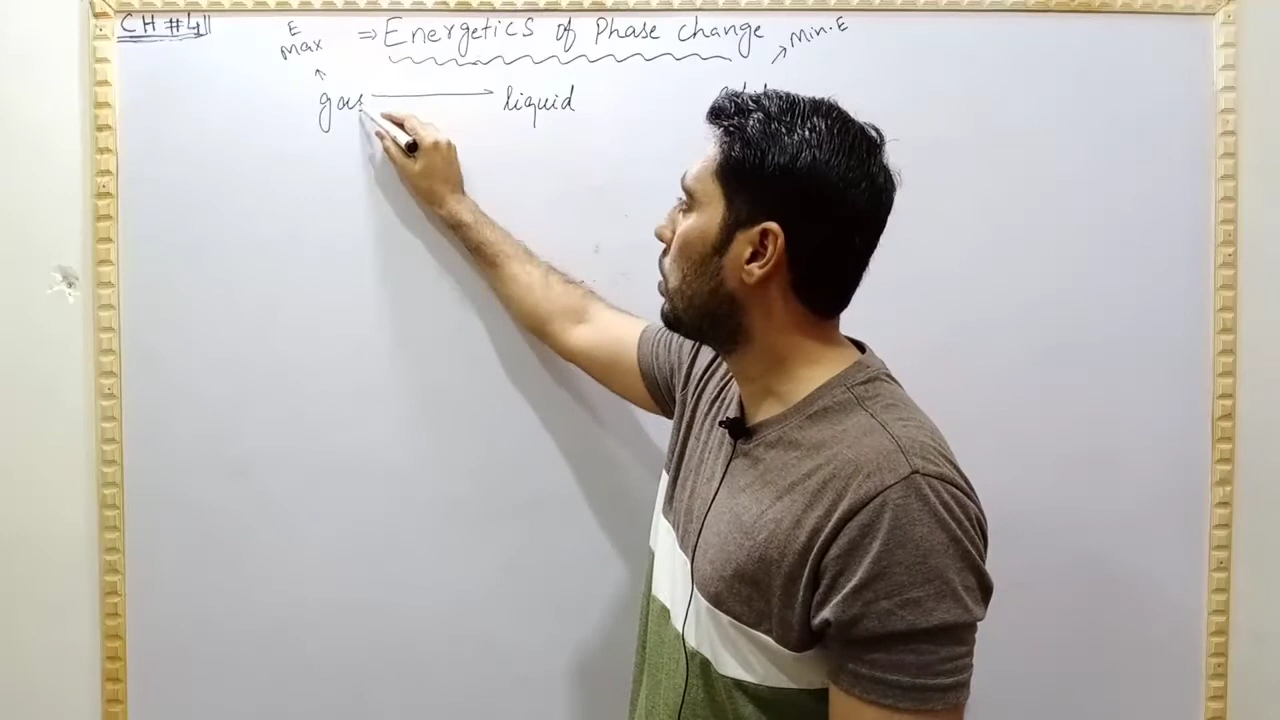 CH #4
⇒ Energetics of Phase change
E
max
Min. E
gas → liquid